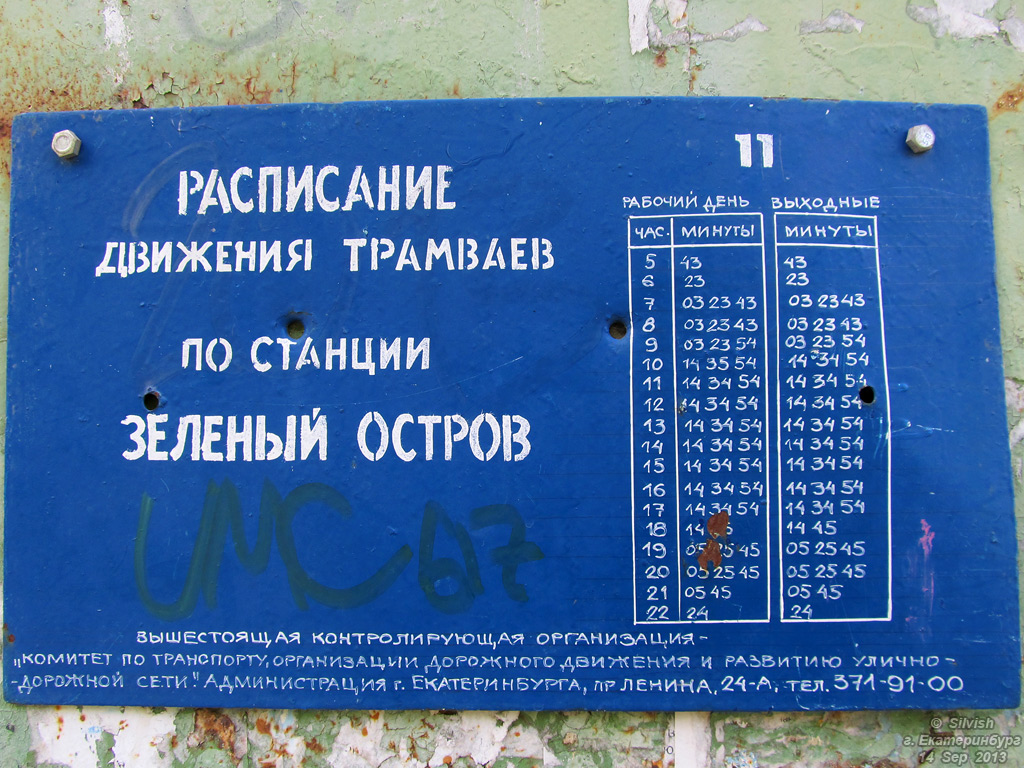 11
РАСПИСАНИЕ
ДВИЖЕНИЯ ТРАМВАЕВ
ПО СТАНЦИИ
ЗЕЛЕНЫЙ ОСТРОВ
РАБОЧИЙ ДЕНЬ ВЫХОДНЫЕ
ЧАС. МИНУТЫ МИНУТЫ
5 43 43
6 23 23
7 03 23 43 03 23 43
8 03 23 43 03 23 43
9 03 23 54 03 23 54
10 14 35 54 14 34 54
11 14 34 54 14 34 54
12 14 34 54 14 34 54
13 14 34 54 14 34 54
14 14 34 54 14 34 54
15 14 34 54 14 34 54
16 14 34 54 14 34 54
17 14 34 54 14 34 54
18 14 14 45
19 05 25 45 05 25 45
20 05 25 45 05 25 45
21 05 45 05 45
22 24 24
UMC 67
ВЫШЕСТОЯЩАЯ КОНТРОЛИРУЮЩАЯ ОРГАНИЗАЦИЯ -
„КОМИТЕТ ПО ТРАНСПОРТУ, ОРГАНИЗАЦИИ ДОРОЖНОГО ДВИЖЕНИЯ И РАЗВИТИЮ УЛИЧНО-
-ДОРОЖНОЙ СЕТИ" АДМИНИСТРАЦИЯ г. ЕКАТЕРИНБУРГА, пр ЛЕНИНА, 24-А, тел. 371-91-00
© Silvish
г. Екатеринбург
14 Sep 2013